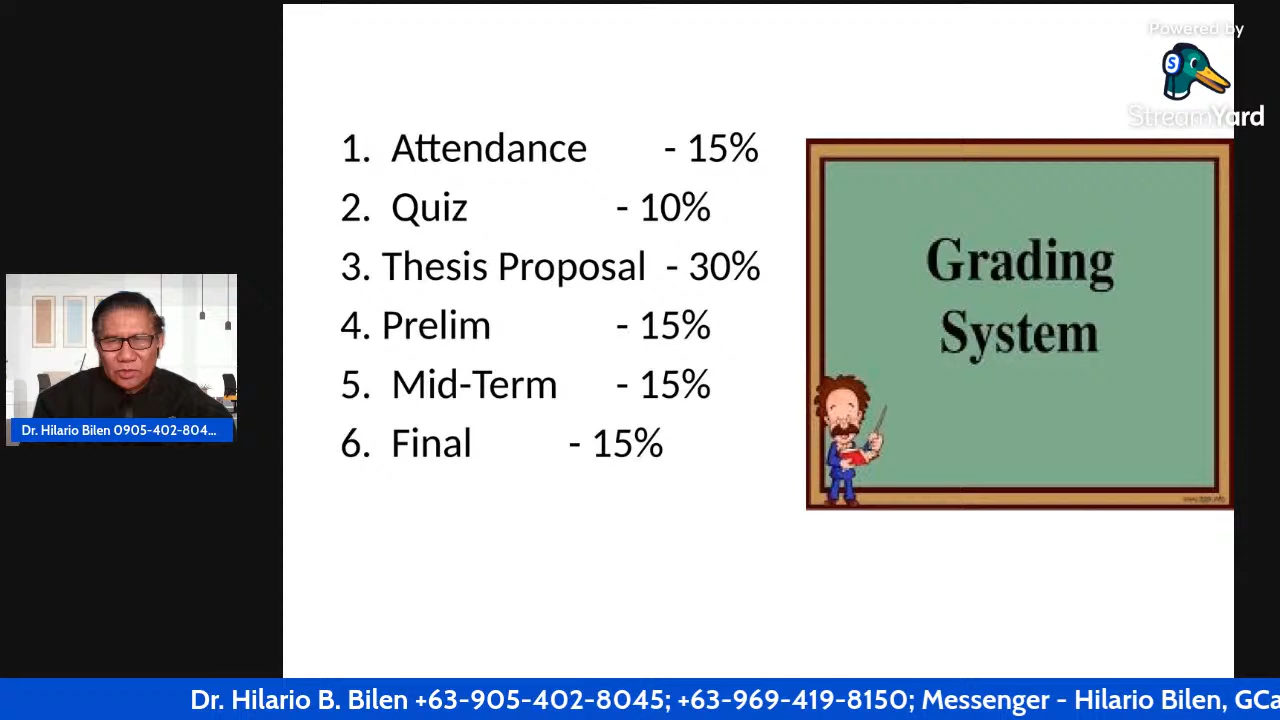 Powered by
StreamYard
1. Attendance - 15%
2. Quiz - 10%
3. Thesis Proposal - 30%
4. Prelim - 15%
5. Mid-Term - 15%
6. Final - 15%
Grading
System
Dr. Hilario Bilen 0905-402-804...
Dr. Hilario B. Bilen +63-905-402-8045; +63-969-419-8150; Messenger - Hilario Bilen, GCa